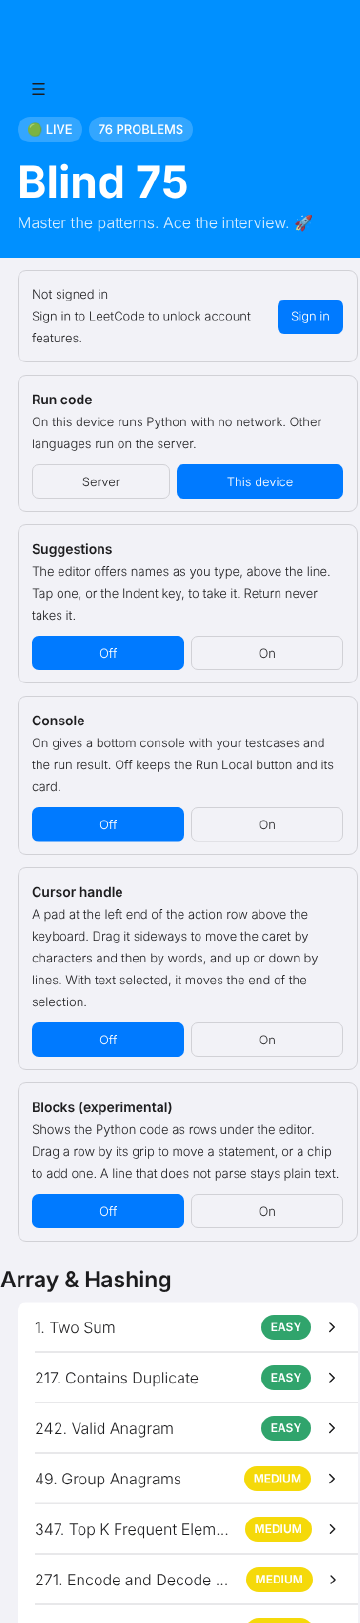 ☰
🟢 LIVE
76 PROBLEMS
Blind 75
Master the patterns. Ace the interview. 🚀
Not signed in
Sign in to LeetCode to unlock account
features.
Sign in
Run code
On this device runs Python with no network. Other
languages run on the server.
Server
This device
Suggestions
The editor offers names as you type, above the line.
Tap one, or the Indent key, to take it. Return never
takes it.
Off
On
Console
On gives a bottom console with your testcases and
the run result. Off keeps the Run Local button and its
card.
Off
On
Cursor handle
A pad at the left end of the action row above the
keyboard. Drag it sideways to move the caret by
characters and then by words, and up or down by
lines. With text selected, it moves the end of the
selection.
Off
On
Blocks (experimental)
Shows the Python code as rows under the editor.
Drag a row by its grip to move a statement, or a chip
to add one. A line that does not parse stays plain text.
Off
On
Array & Hashing
1. Two Sum
EASY
217. Contains Duplicate
EASY
242. Valid Anagram
EASY
49. Group Anagrams
MEDIUM
347. Top K Frequent Elem...
MEDIUM
271. Encode and Decode ...
MEDIUM